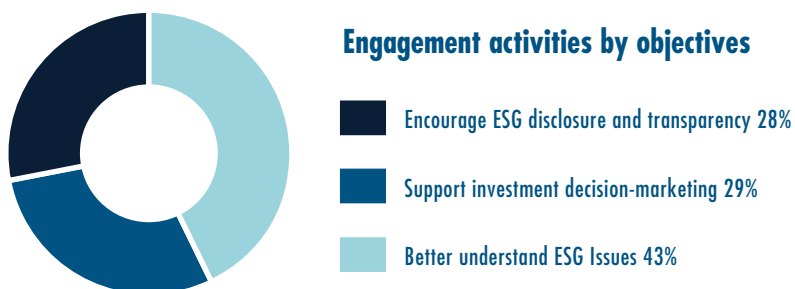 Engagement activities by objectives
Encourage ESG disclosure and transparency 28%
Support investment decision-marketing 29%
Better understand ESG Issues 43%